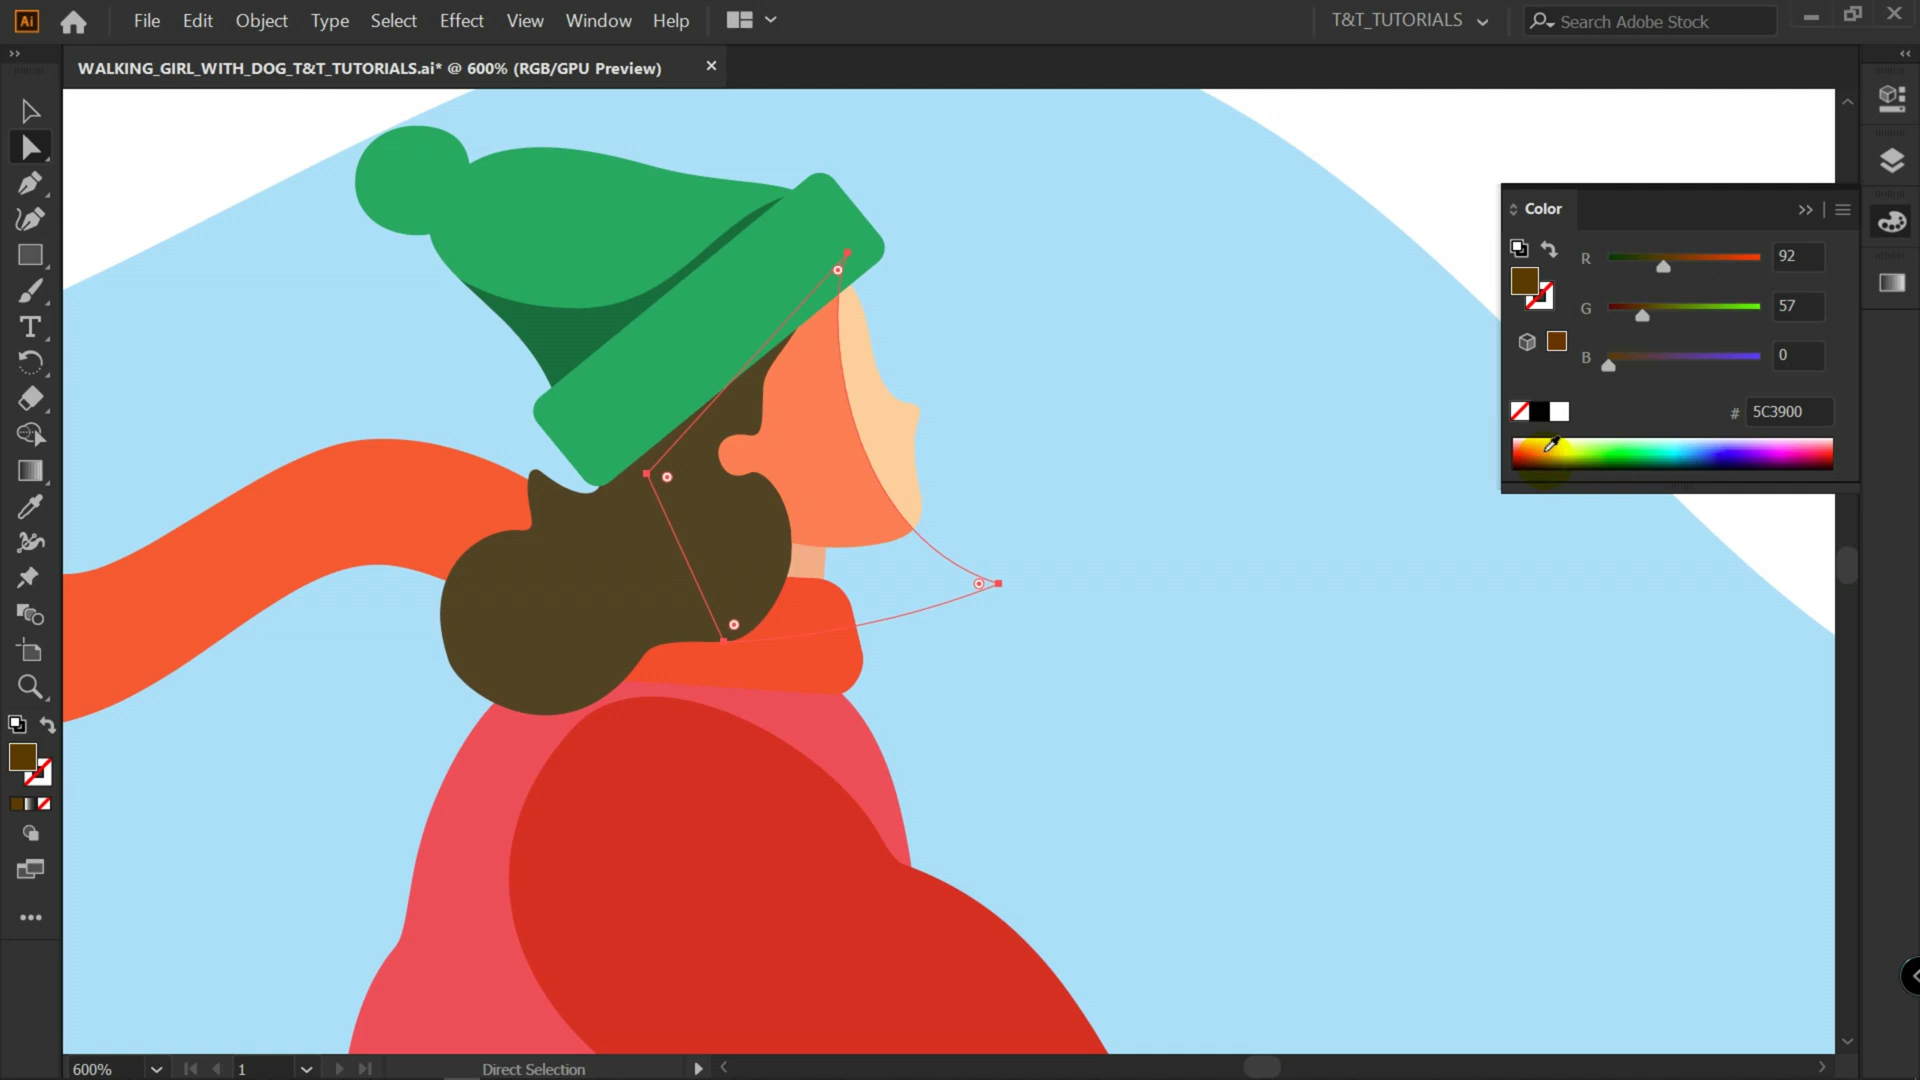 Ai File Edit Object Type Select Effect View Window Help T&T_TUTORIALS Search Adobe Stock
WALKING_GIRL_WITH_DOG_T&T_TUTORIALS.ai* @ 600% (RGB/GPU Preview)
Color
R 92
G 57
B 0
# 5C3900
600% 1 Direct Selection